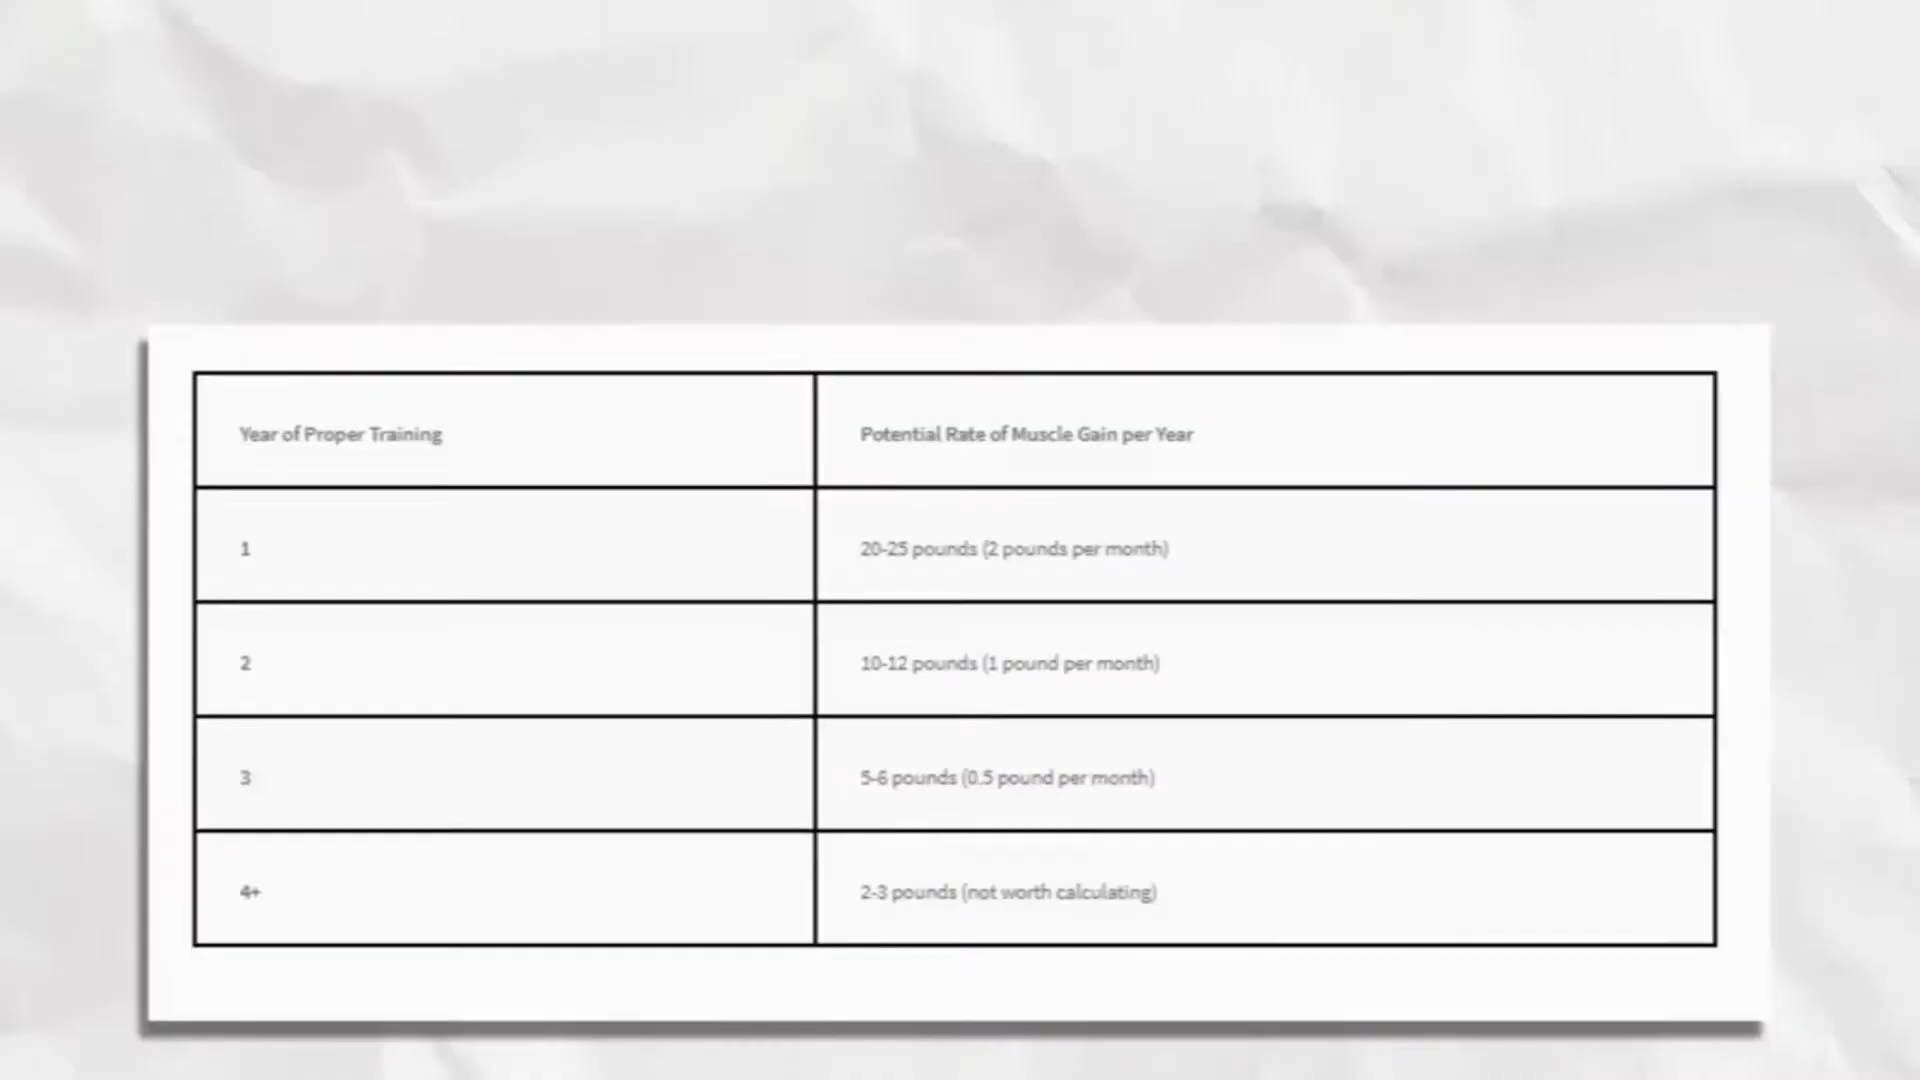 Year of Proper Training
Potential Rate of Muscle Gain per Year
1
20-25 pounds (2 pounds per month)
2
10-12 pounds (1 pound per month)
3
5-6 pounds (0.5 pound per month)
4+
2-3 pounds (not worth calculating)